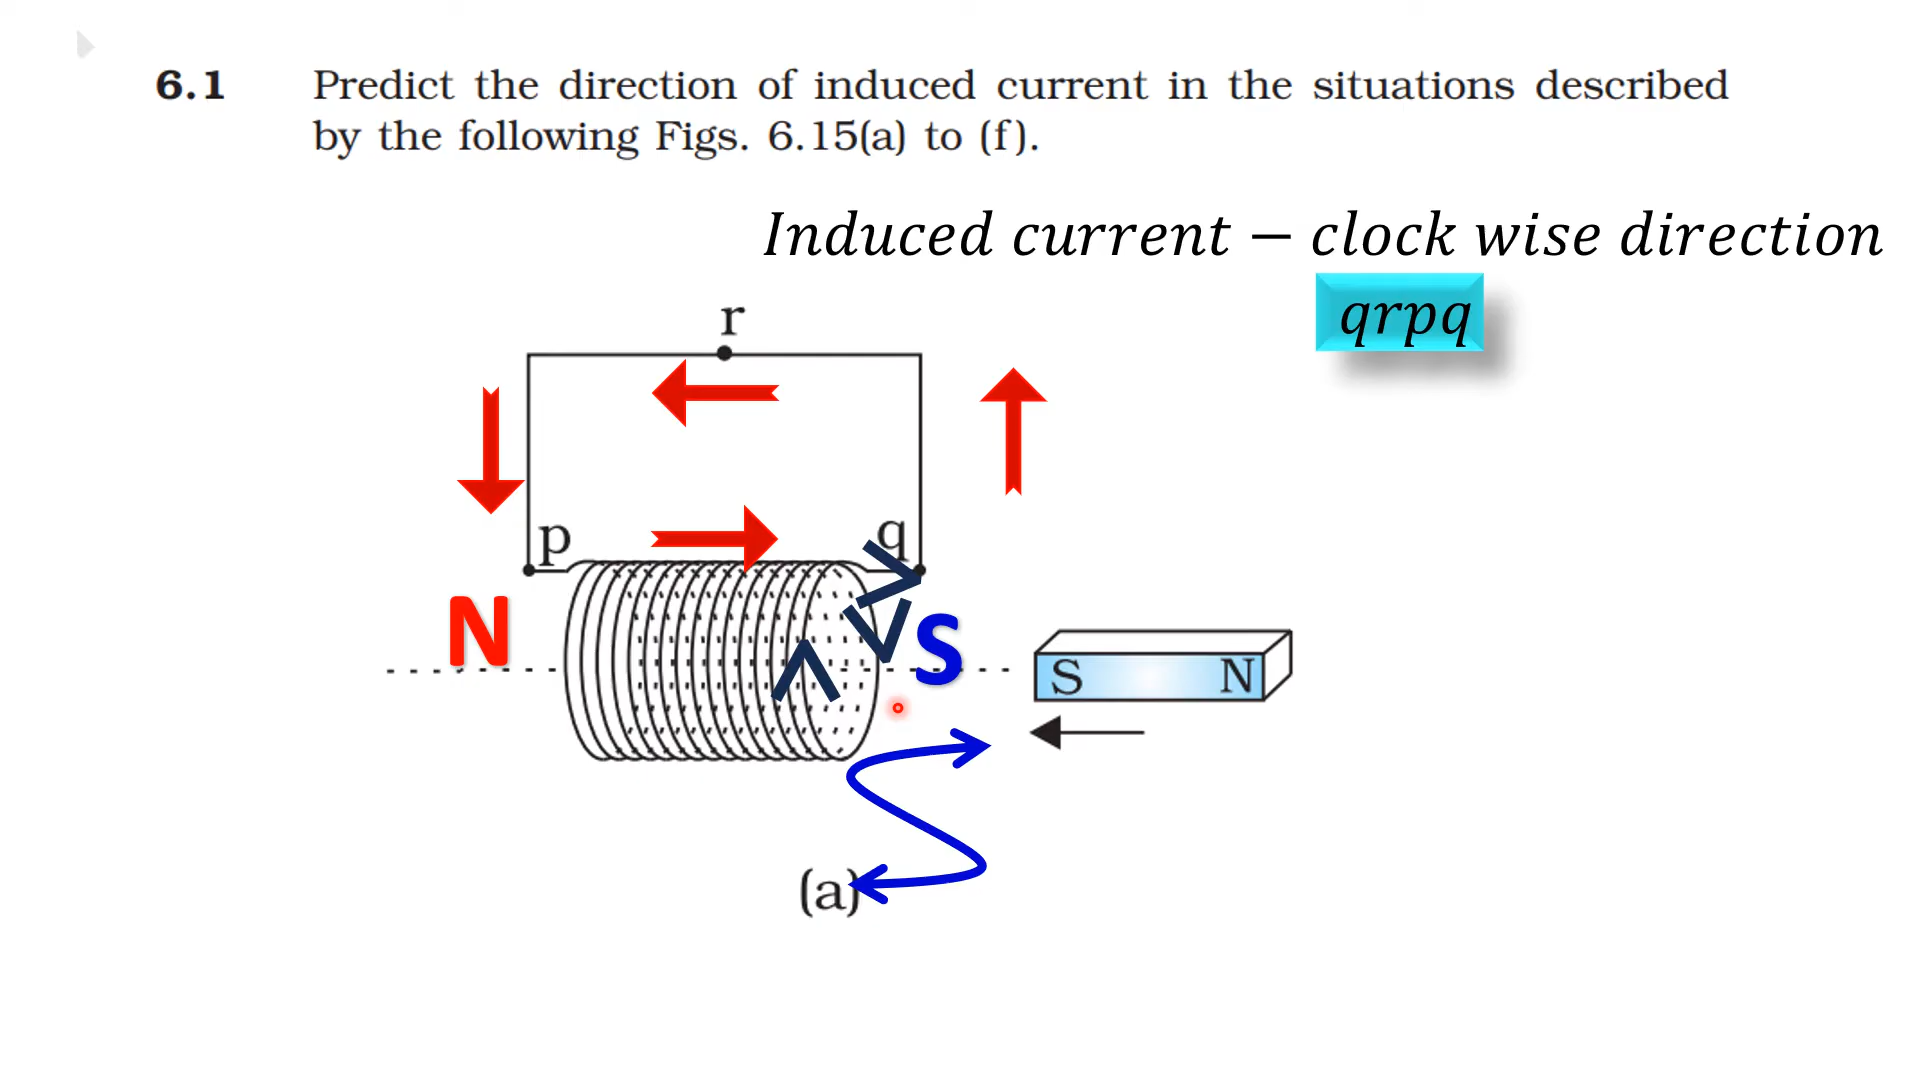 6.1 Predict the direction of induced current in the situations described
by the following Figs. 6.15(a) to (f).
Induced current − clock wise direction
qrpq
r
p q
N S
S N
(a)